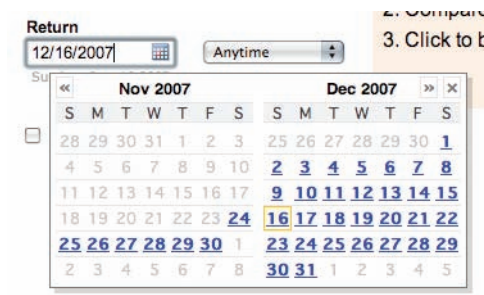 2. Compare
Return
12/16/2007
Anytime
3. Click to b
Su
« Nov 2007 Dec 2007 » ×
S M T W T F S S M T W T F S
28 29 30 31 1 2 3 25 26 27 28 29 30 1
4 5 6 7 8 9 10 2 3 4 5 6 7 8
11 12 13 14 15 16 17 9 10 11 12 13 14 15
18 19 20 21 22 23 24 16 17 18 19 20 21 22
25 26 27 28 29 30 1 23 24 25 26 27 28 29
2 3 4 5 6 7 8 30 31 1 2 3 4 5